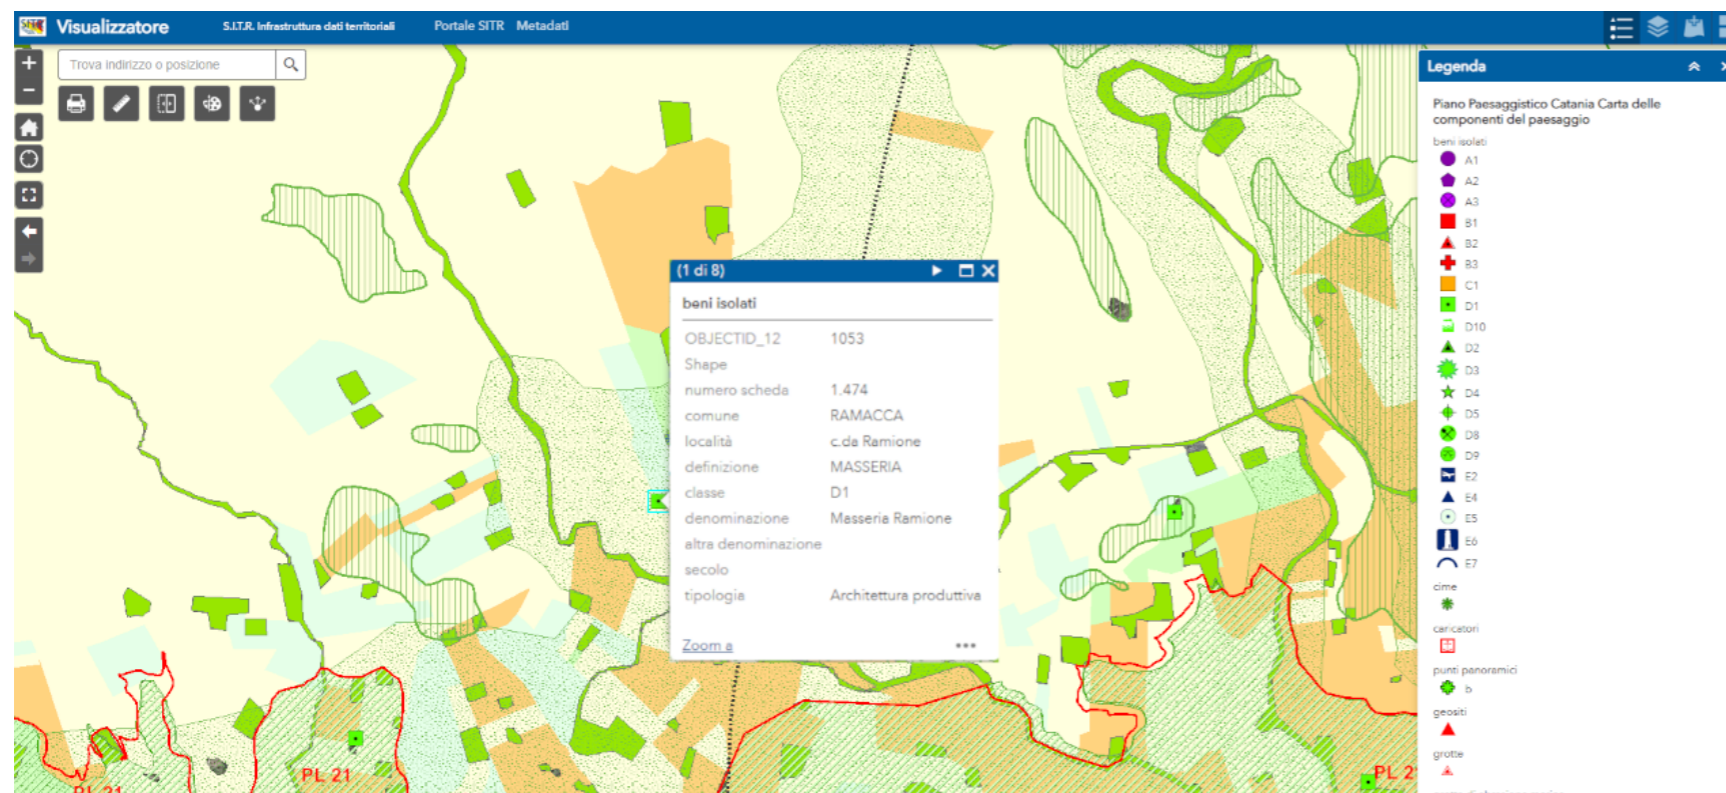 Visualizzatore S.I.T.R. Infrastruttura dati territoriali Portale SITR Metadati
Trova indirizzo o posizione
(1 di 8)
beni isolati
OBJECTID_12 1053
Shape
numero scheda 1.474
comune RAMACCA
località c.da Ramione
definizione MASSERIA
classe D1
denominazione Masseria Ramione
altra denominazione
secolo
tipologia Architettura produttiva
Zoom a
PL 21
PL 21
PL 2
Legenda
Piano Paesaggistico Catania Carta delle
componenti del paesaggio
beni isolati
A1
A2
A3
B1
B2
B3
C1
D1
D10
D2
D3
D4
D5
D8
D9
E2
E4
E5
E6
E7
cime
caricatori
punti panoramici
b
geositi
grotte